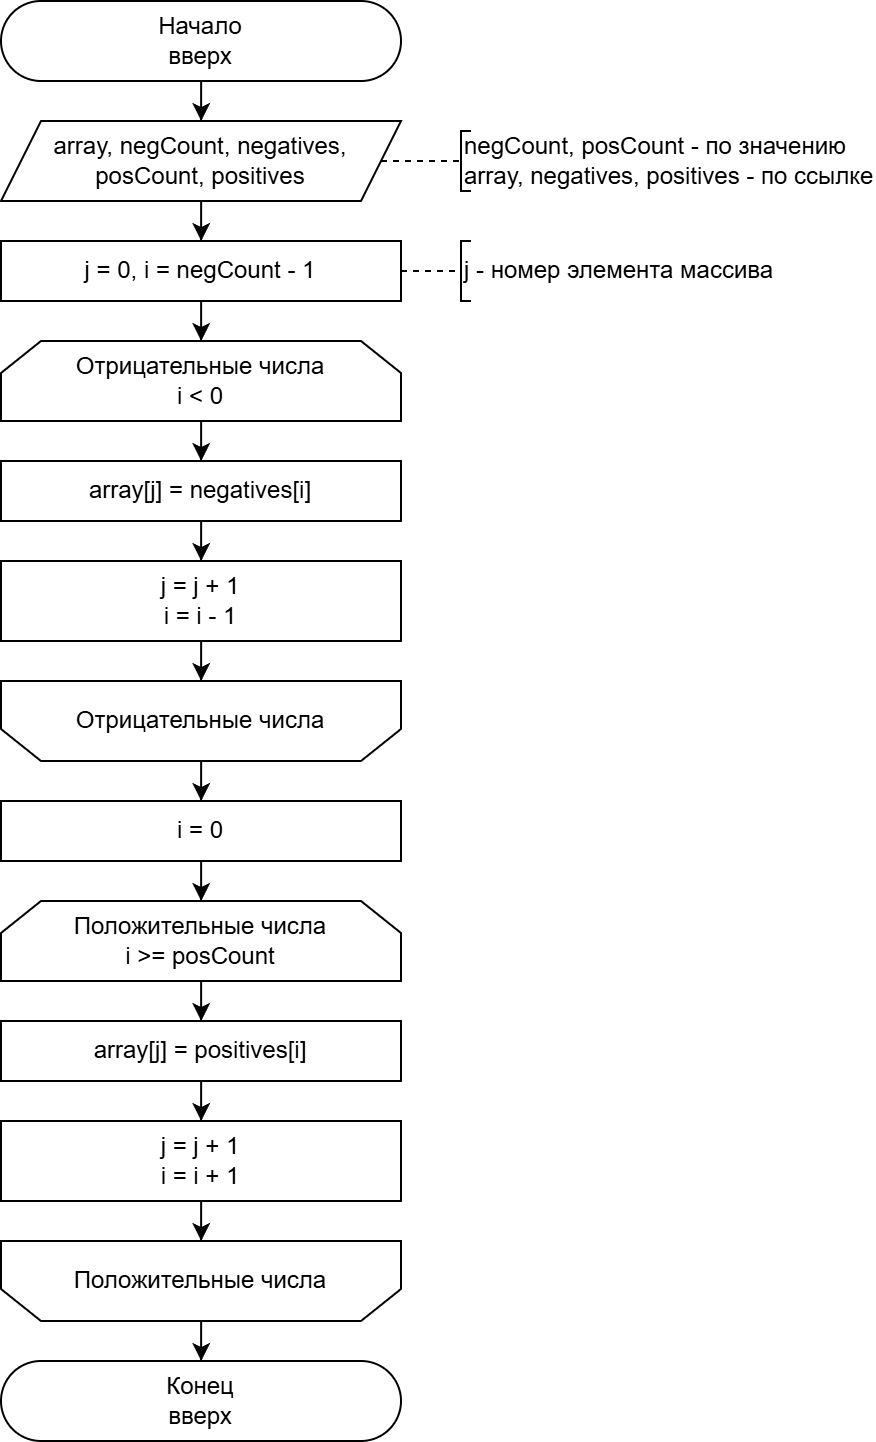 Начало
вверх
array, negCount, negatives,
posCount, positives
negCount, posCount - по значению
array, negatives, positives - по ссылке
j = 0, i = negCount - 1
j - номер элемента массива
Отрицательные числа
i < 0
array[j] = negatives[i]
j = j + 1
i = i - 1
Отрицательные числа
i = 0
Положительные числа
i >= posCount
array[j] = positives[i]
j = j + 1
i = i + 1
Положительные числа
Конец
вверх